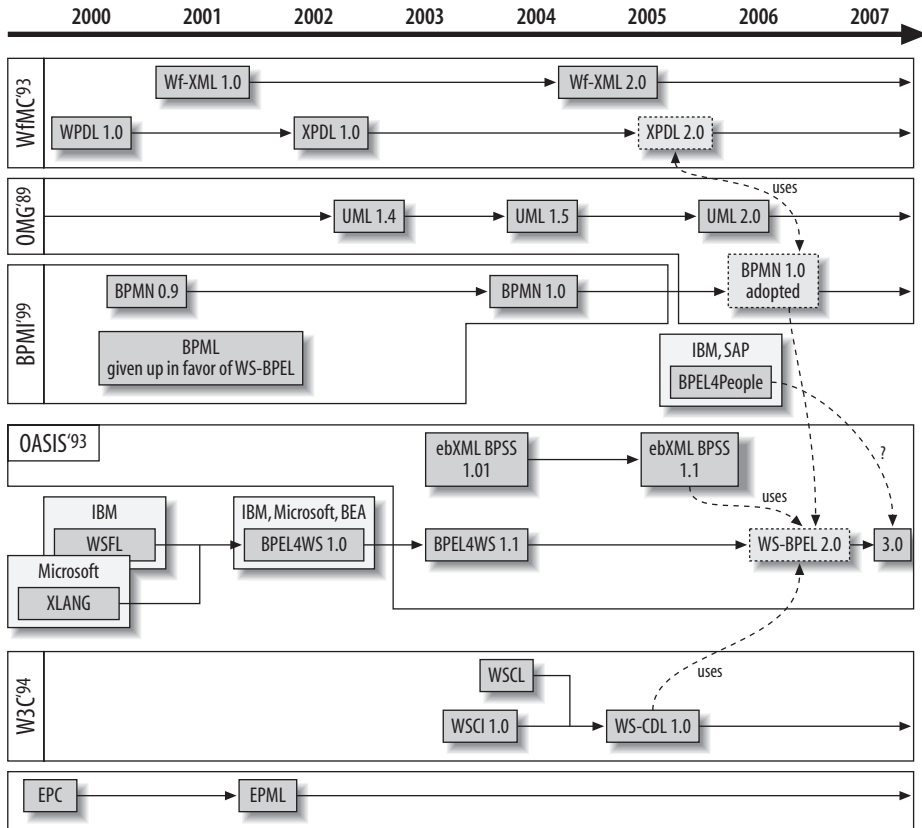 2000 2001 2002 2003 2004 2005 2006 2007
WfMC'93
Wf-XML 1.0
Wf-XML 2.0
WPDL 1.0
XPDL 1.0
XPDL 2.0
uses
OMG'89
UML 1.4
UML 1.5
UML 2.0
BPMN 1.0
adopted
BPMI'99
BPMN 0.9
BPMN 1.0
BPML
given up in favor of WS-BPEL
IBM, SAP
BPEL4People
?
OASIS'93
ebXML BPSS
1.01
ebXML BPSS
1.1
uses
IBM
WSFL
Microsoft
XLANG
IBM, Microsoft, BEA
BPEL4WS 1.0
BPEL4WS 1.1
WS-BPEL 2.0
3.0
W3C'94
WSCL
WSCI 1.0
WS-CDL 1.0
uses
EPC
EPML